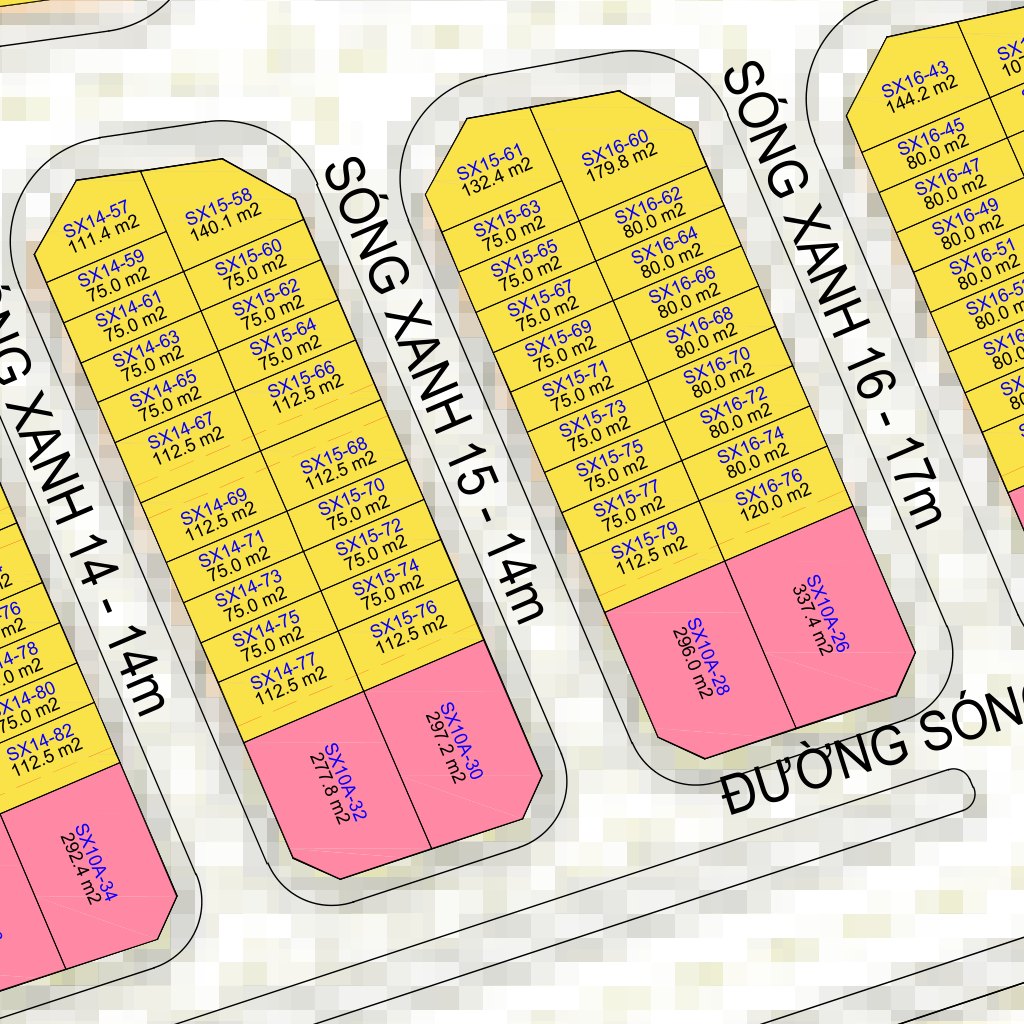 SX14-57
111.4 m2
SX14-59
75.0 m2
SX14-61
75.0 m2
SX14-63
75.0 m2
SX14-65
75.0 m2
SX14-67
112.5 m2
SX14-69
112.5 m2
SX14-71
75.0 m2
SX14-73
75.0 m2
SX14-75
75.0 m2
SX14-77
112.5 m2
SX10A-32
277.8 m2
SX15-58
140.1 m2
SX15-60
75.0 m2
SX15-62
75.0 m2
SX15-64
75.0 m2
SX15-66
112.5 m2
SX15-68
112.5 m2
SX15-70
75.0 m2
SX15-72
75.0 m2
SX15-74
75.0 m2
SX15-76
112.5 m2
SX10A-30
297.2 m2
SÓNG XANH 15 - 14m
SX15-61
132.4 m2
SX15-63
75.0 m2
SX15-65
75.0 m2
SX15-67
75.0 m2
SX15-69
75.0 m2
SX15-71
75.0 m2
SX15-73
75.0 m2
SX15-75
75.0 m2
SX15-77
75.0 m2
SX15-79
112.5 m2
SX10A-28
296.0 m2
SX16-60
179.8 m2
SX16-62
80.0 m2
SX16-64
80.0 m2
SX16-66
80.0 m2
SX16-68
80.0 m2
SX16-70
80.0 m2
SX16-72
80.0 m2
SX16-74
80.0 m2
SX16-76
120.0 m2
SX10A-26
337.4 m2
SÓNG XANH 16 - 17m
SX16-43
144.2 m2
SX16-45
80.0 m2
SX16-47
80.0 m2
SX16-49
80.0 m2
SX16-51
80.0 m2
80.0 m2
XANH 14 - 14m
-76
m2
4-78
.0 m2
X14-80
75.0 m2
SX14-82
112.5 m2
SX10A-34
292.4 m2
ĐƯỜNG SÓNG